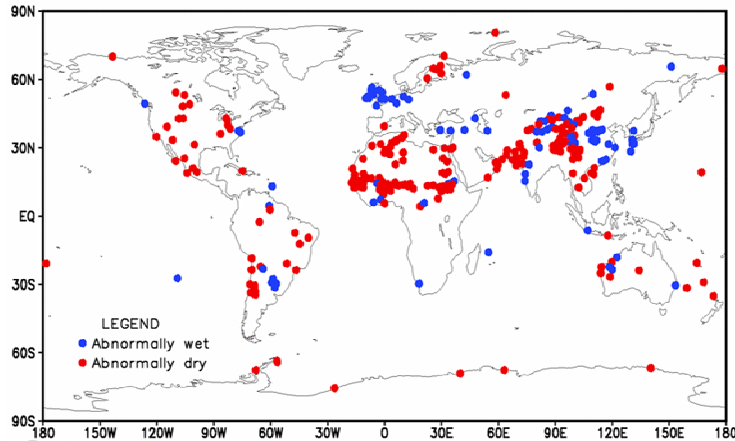 90N
60N
30N
EQ
30S
LEGEND
Abnormally wet
Abnormally dry
60S
90S
180 150W 120W 90W 60W 30W 0 30E 60E 90E 120E 150E 180